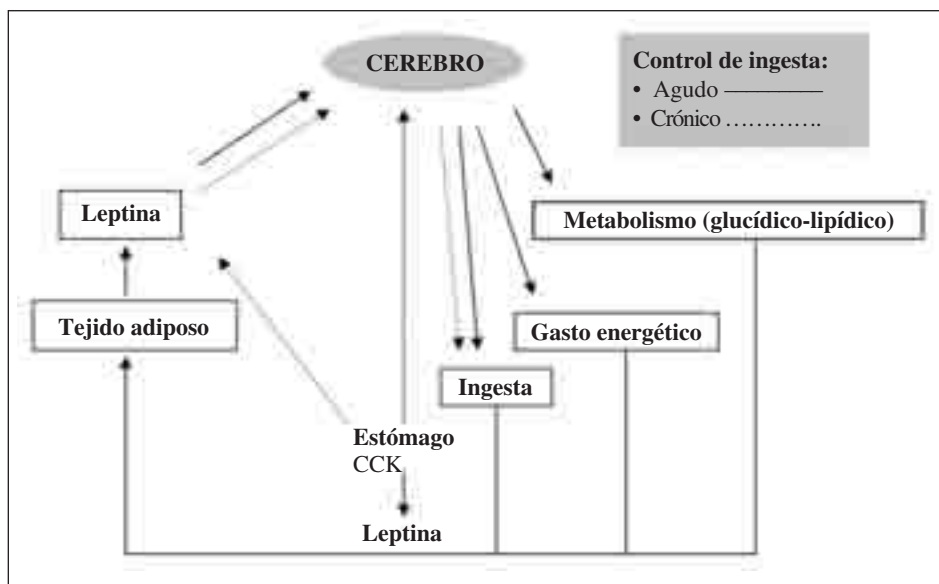 CEREBRO
Control de ingesta:
• Agudo —————
• Crónico ………….
Leptina
Metabolismo (glucídico-lipídico)
Tejido adiposo
Gasto energético
Ingesta
Estómago
CCK
Leptina